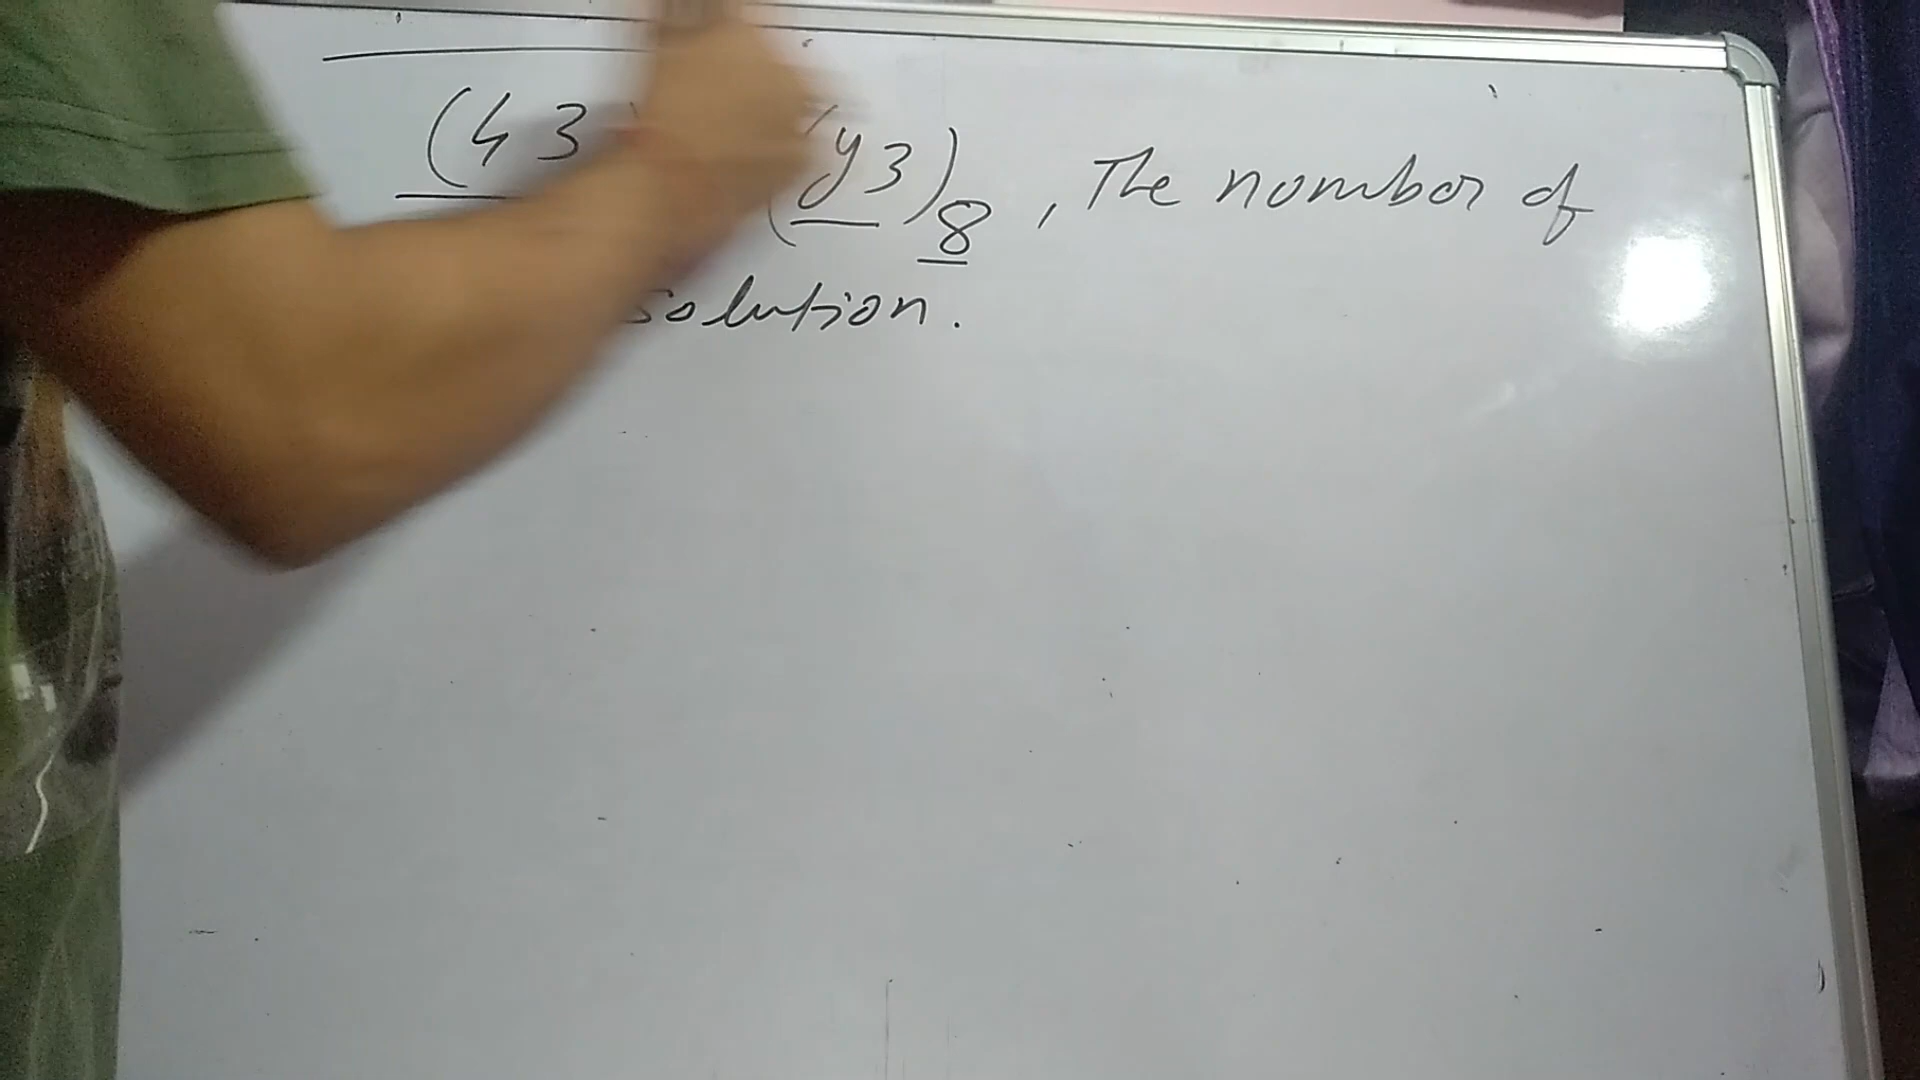 (43 (y3)8, The number of
solution.